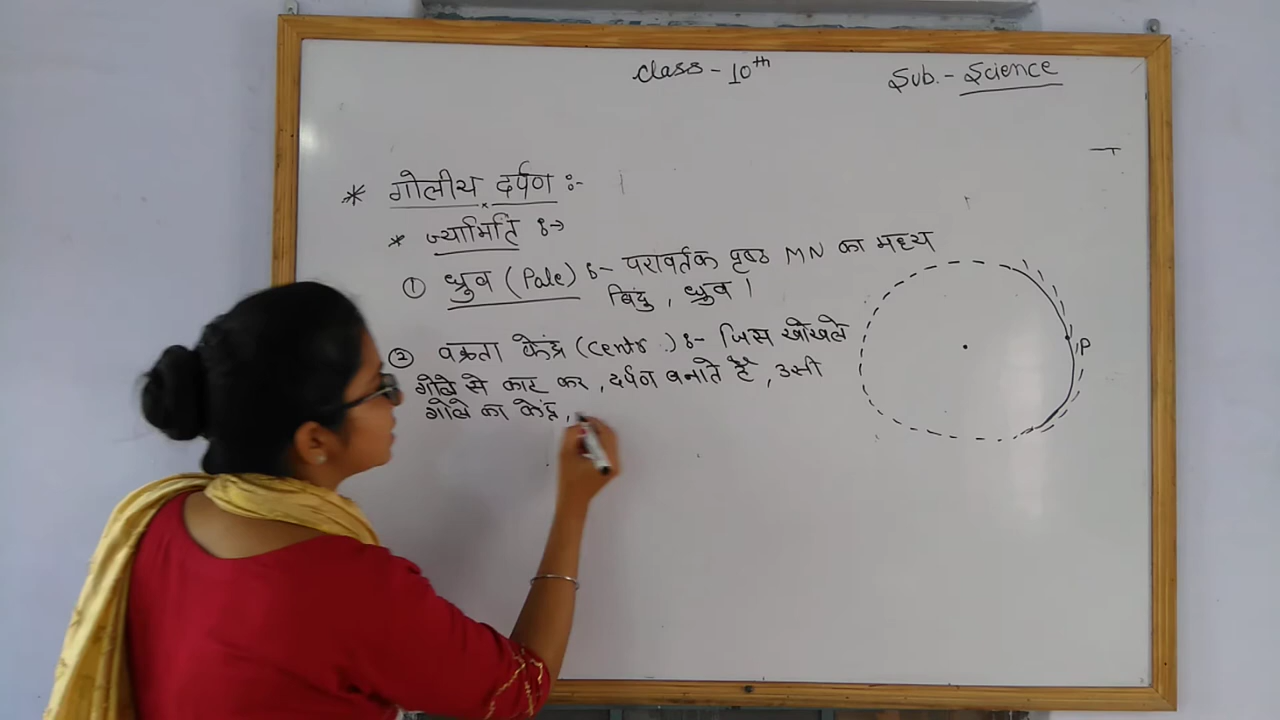 Class - 10th
Sub. - Science
* गोलीय दर्पण :-
* ज्यामिति :→
① ध्रुव (Pole) :- परावर्तक पृष्ठ MN का मध्य
बिंदु, ध्रुव।
② वक्रता केंद्र (Centr .) :- जिस खोखले
गोले से काट कर, दर्पण बनाते है, उसी
गोले का केंद्र,
P